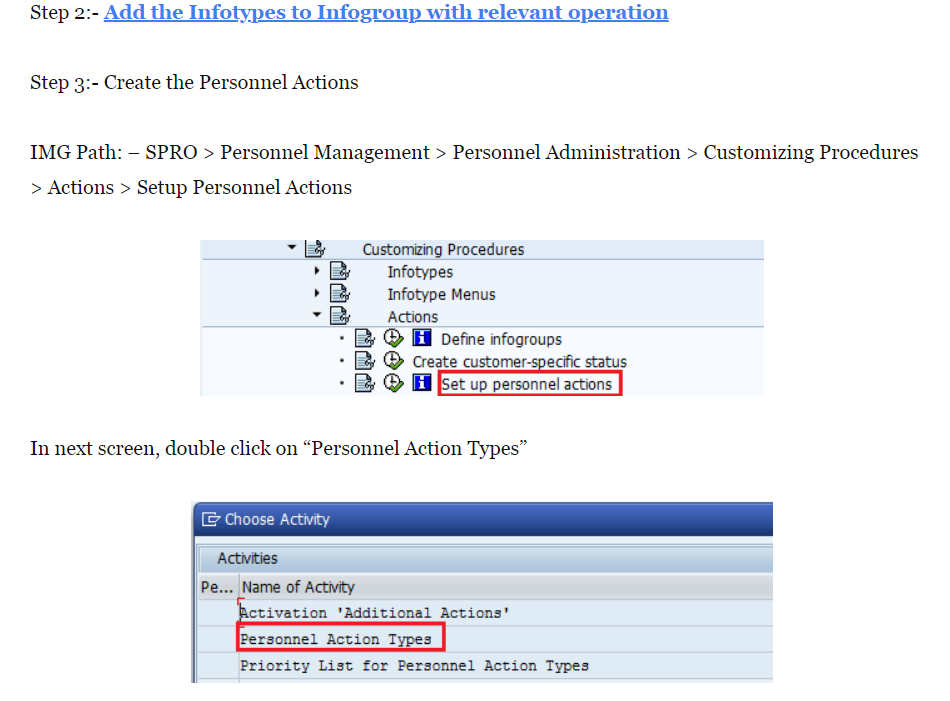 Step 2:- Add the Infotypes to Infogroup with relevant operation
Step 3:- Create the Personnel Actions
IMG Path: – SPRO > Personnel Management > Personnel Administration > Customizing Procedures
> Actions > Setup Personnel Actions
Customizing Procedures
Infotypes
Infotype Menus
Actions
Define infogroups
Create customer-specific status
Set up personnel actions
In next screen, double click on “Personnel Action Types”
Choose Activity
Activities
Pe... Name of Activity
Activation 'Additional Actions'
Personnel Action Types
Priority List for Personnel Action Types